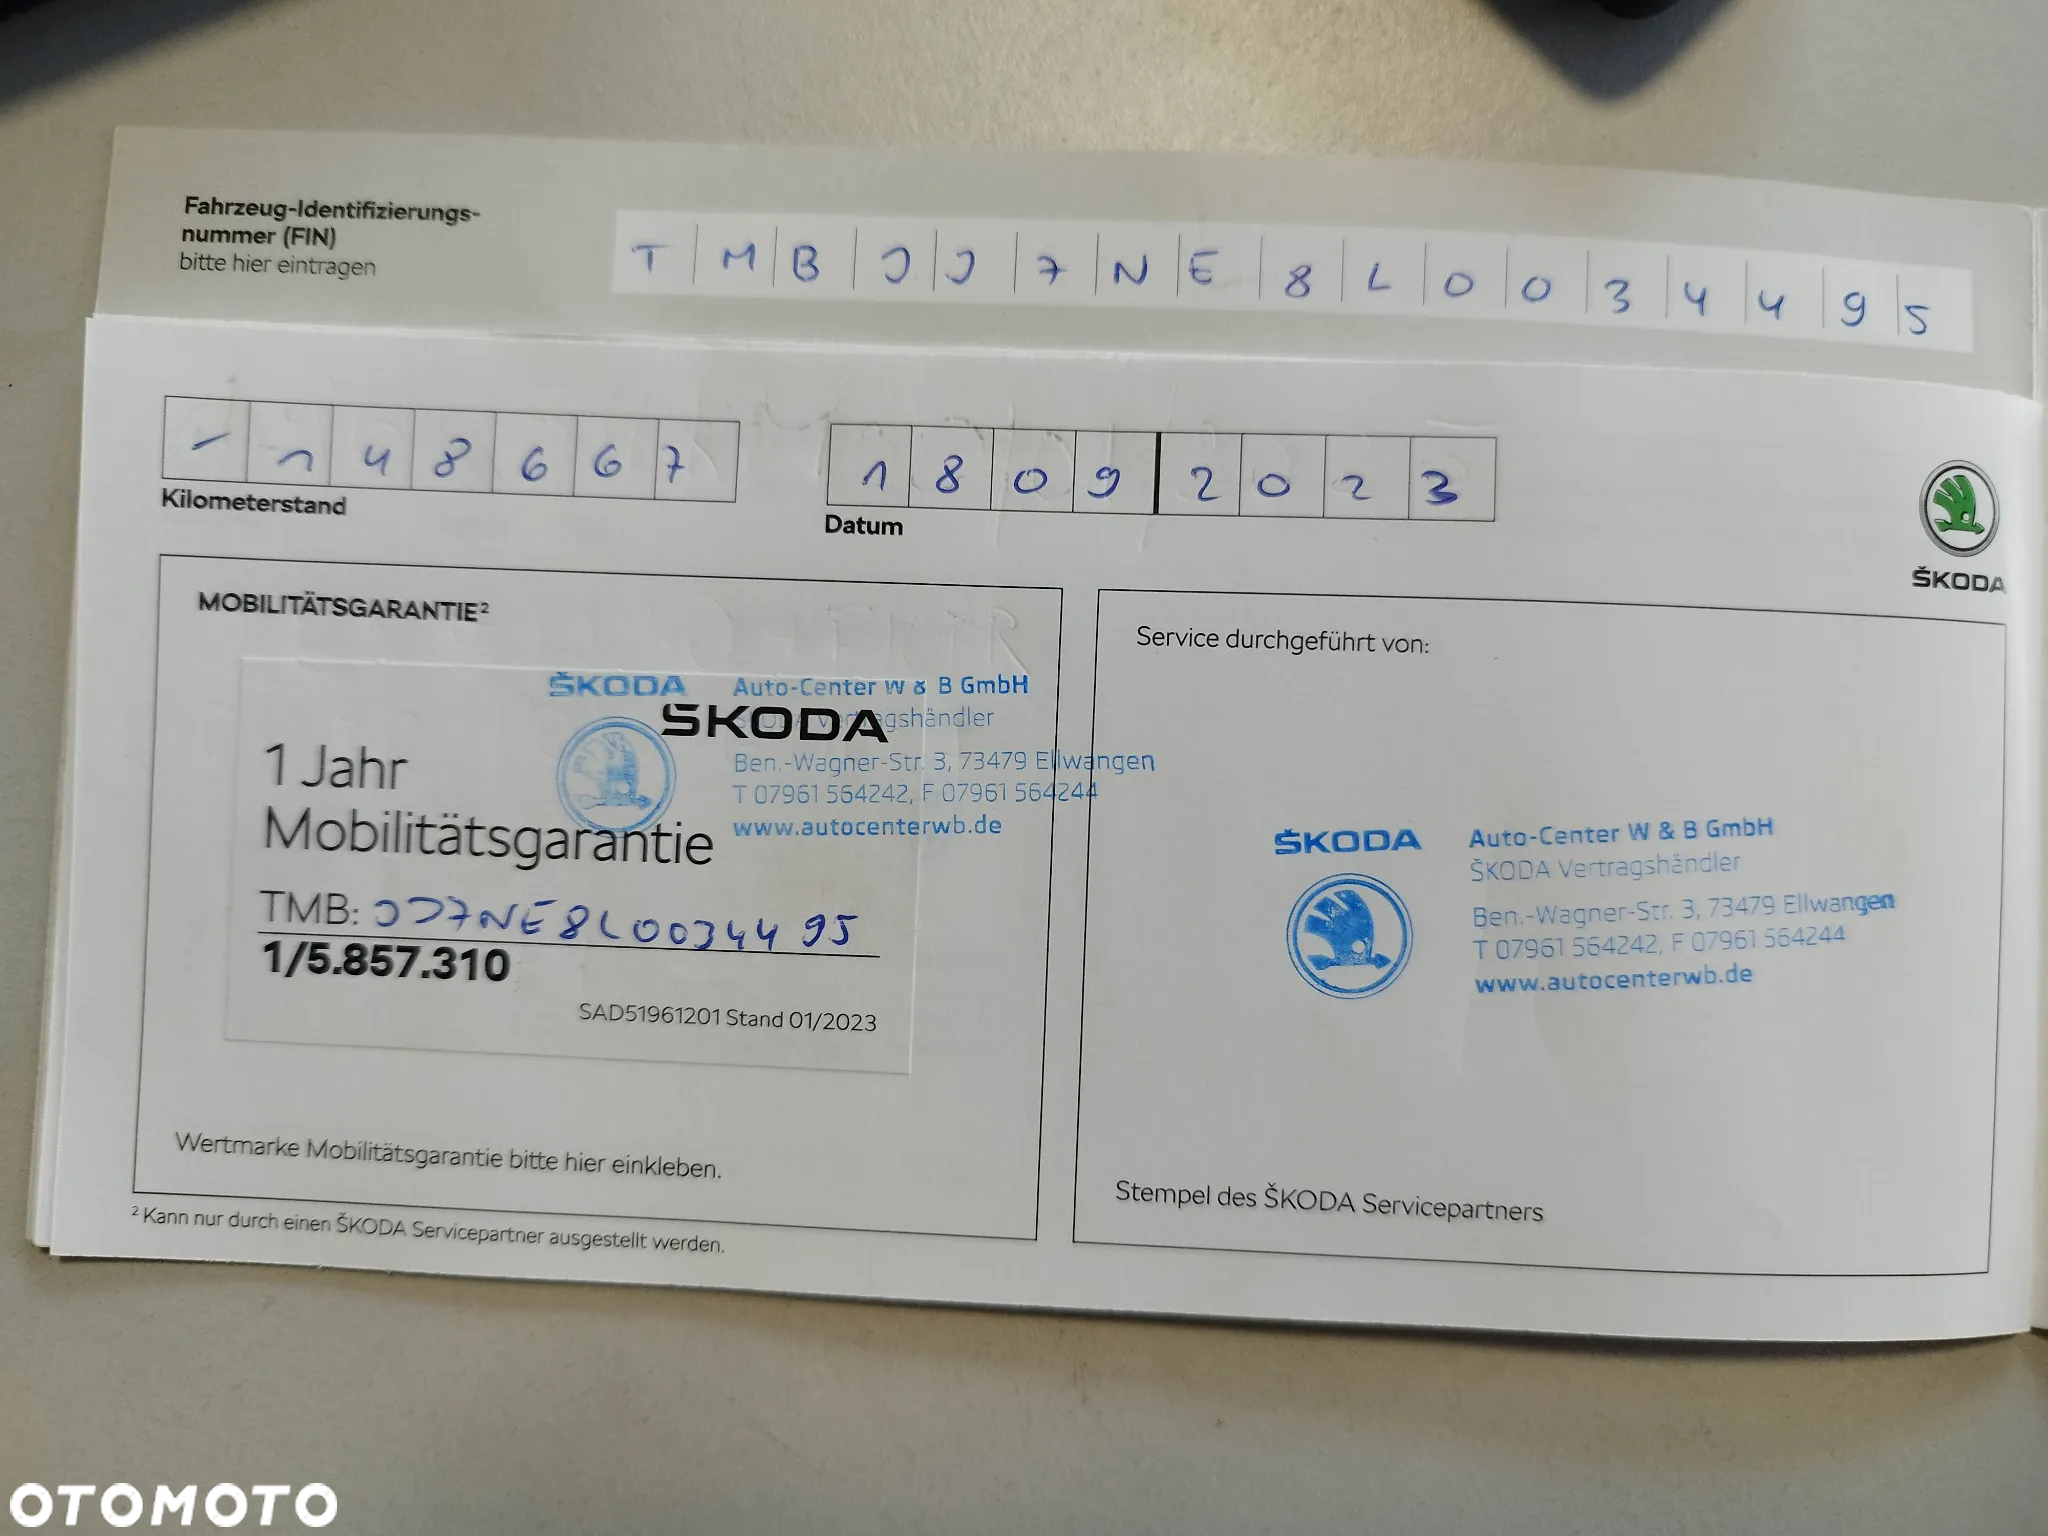 Fahrzeug-Identifizierungs-
nummer (FIN)
bitte hier eintragen
T M B J J 7 N E 8 L 0 0 3 4 4 9 5
- 1 4 8 6 6 7
Kilometerstand
1 8 0 9 2 0 2 3
Datum
ŠKODA
MOBILITÄTSGARANTIE²
ŠKODA
Auto-Center W & B GmbH
ŠKODA Vertragshändler
Ben.-Wagner-Str. 3, 73479 Ellwangen
T 07961 564242, F 07961 564244
www.autocenterwb.de
ŠKODA
1 Jahr
Mobilitätsgarantie
TMB: JJ7NE8L0034495
1/5.857.310
SAD51961201 Stand 01/2023
Wertmarke Mobilitätsgarantie bitte hier einkleben.
² Kann nur durch einen ŠKODA Servicepartner ausgestellt werden.
Service durchgeführt von:
ŠKODA
Auto-Center W & B GmbH
ŠKODA Vertragshändler
Ben.-Wagner-Str. 3, 73479 Ellwangen
T 07961 564242, F 07961 564244
www.autocenterwb.de
Stempel des ŠKODA Servicepartners
OTOMOTO